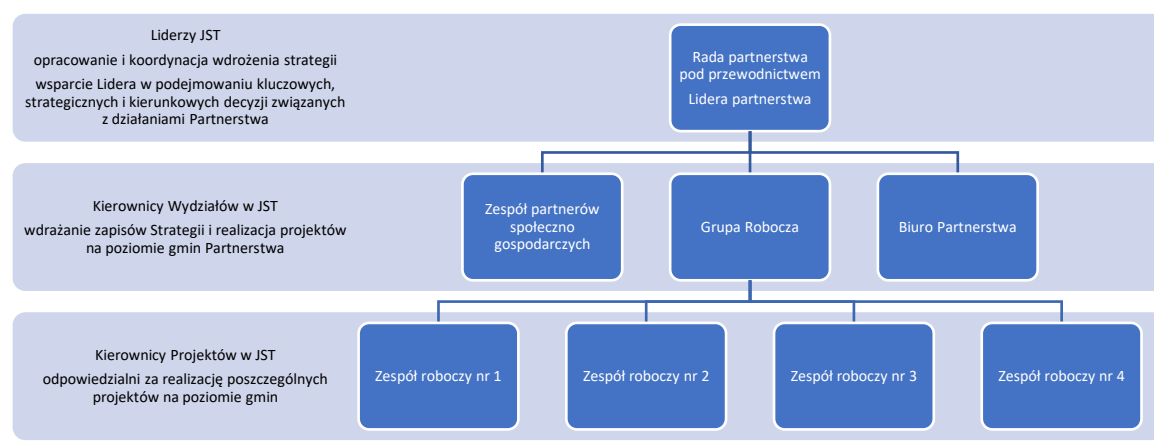 Liderzy JST
opracowanie i koordynacja wdrożenia strategii
wsparcie Lidera w podejmowaniu kluczowych,
strategicznych i kierunkowych decyzji związanych
z działaniami Partnerstwa
Rada partnerstwa
pod przewodnictwem
Lidera partnerstwa
Kierownicy Wydziałów w JST
wdrażanie zapisów Strategii i realizacja projektów
na poziomie gmin Partnerstwa
Zespół partnerów
społeczno
gospodarczych
Grupa Robocza
Biuro Partnerstwa
Kierownicy Projektów w JST
odpowiedzialni za realizację poszczególnych
projektów na poziomie gmin
Zespół roboczy nr 1
Zespół roboczy nr 2
Zespół roboczy nr 3
Zespół roboczy nr 4